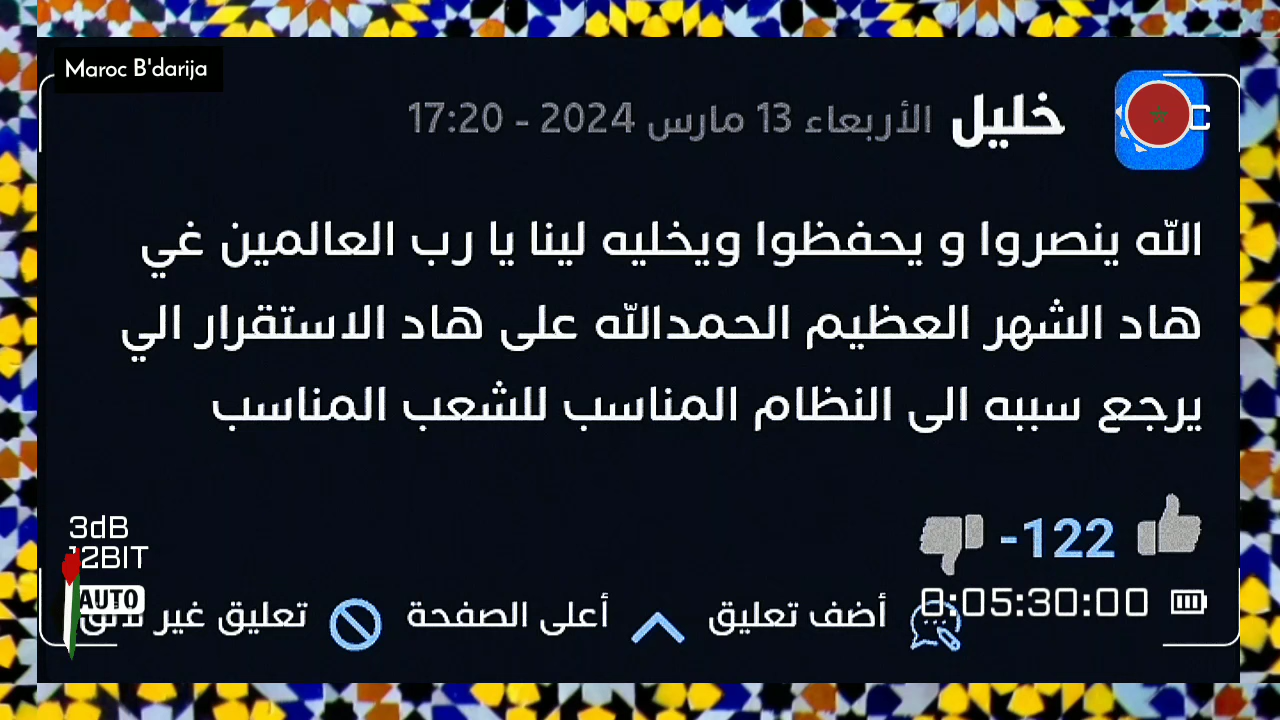 Maroc B'darija
خليل الأربعاء 13 مارس 2024 - 17:20
الله ينصروا و يحفظوا ويخليه لينا يا رب العالمين غي
هاد الشهر العظيم الحمدالله على هاد الاستقرار الي
يرجع سببه الى النظام المناسب للشعب المناسب
-122
3dB
12BIT
AUTO
0:05:30:00
أضف تعليق
أعلى الصفحة
تعليق غير لائق